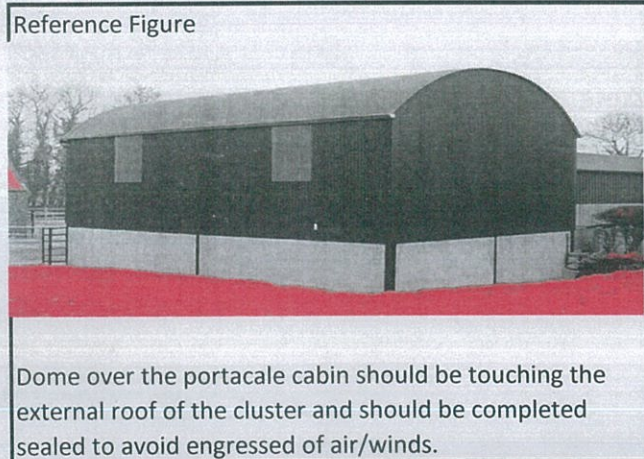 Reference Figure
Dome over the portacale cabin should be touching the
external roof of the cluster and should be completed
sealed to avoid engressed of air/winds.